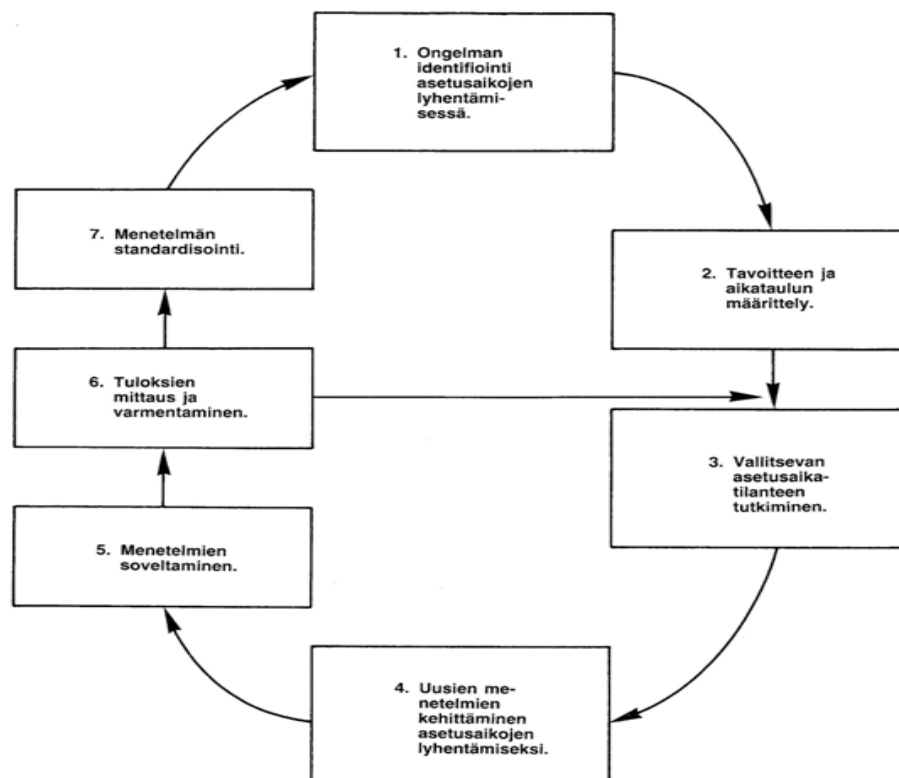 1. Ongelman
identifiointi
asetusaikojen
lyhentämi-
sessä.
2. Tavoitteen ja
aikataulun
määrittely.
3. Vallitsevan
asetusaika-
tilanteen
tutkiminen.
4. Uusien me-
netelmien
kehittäminen
asetusaikojen
lyhentämiseksi.
5. Menetelmien
soveltaminen.
6. Tuloksien
mittaus ja
varmentaminen.
7. Menetelmän
standardisointi.